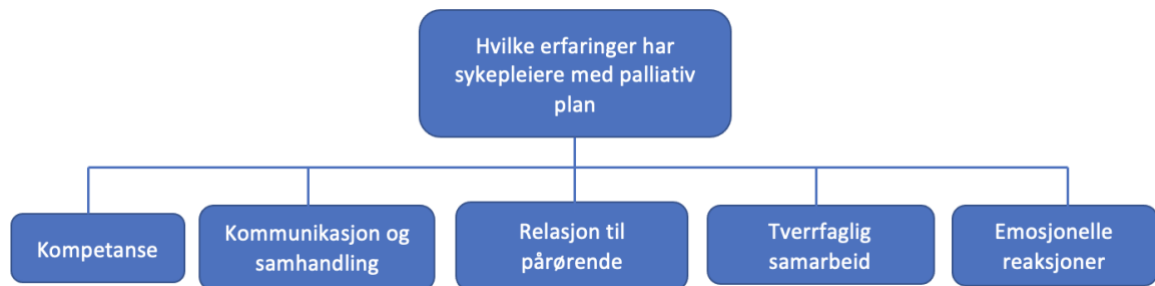 Hvilke erfaringer har
sykepleiere med palliativ
plan
Kompetanse
Kommunikasjon og
samhandling
Relasjon til
pårørende
Tverrfaglig
samarbeid
Emosjonelle
reaksjoner